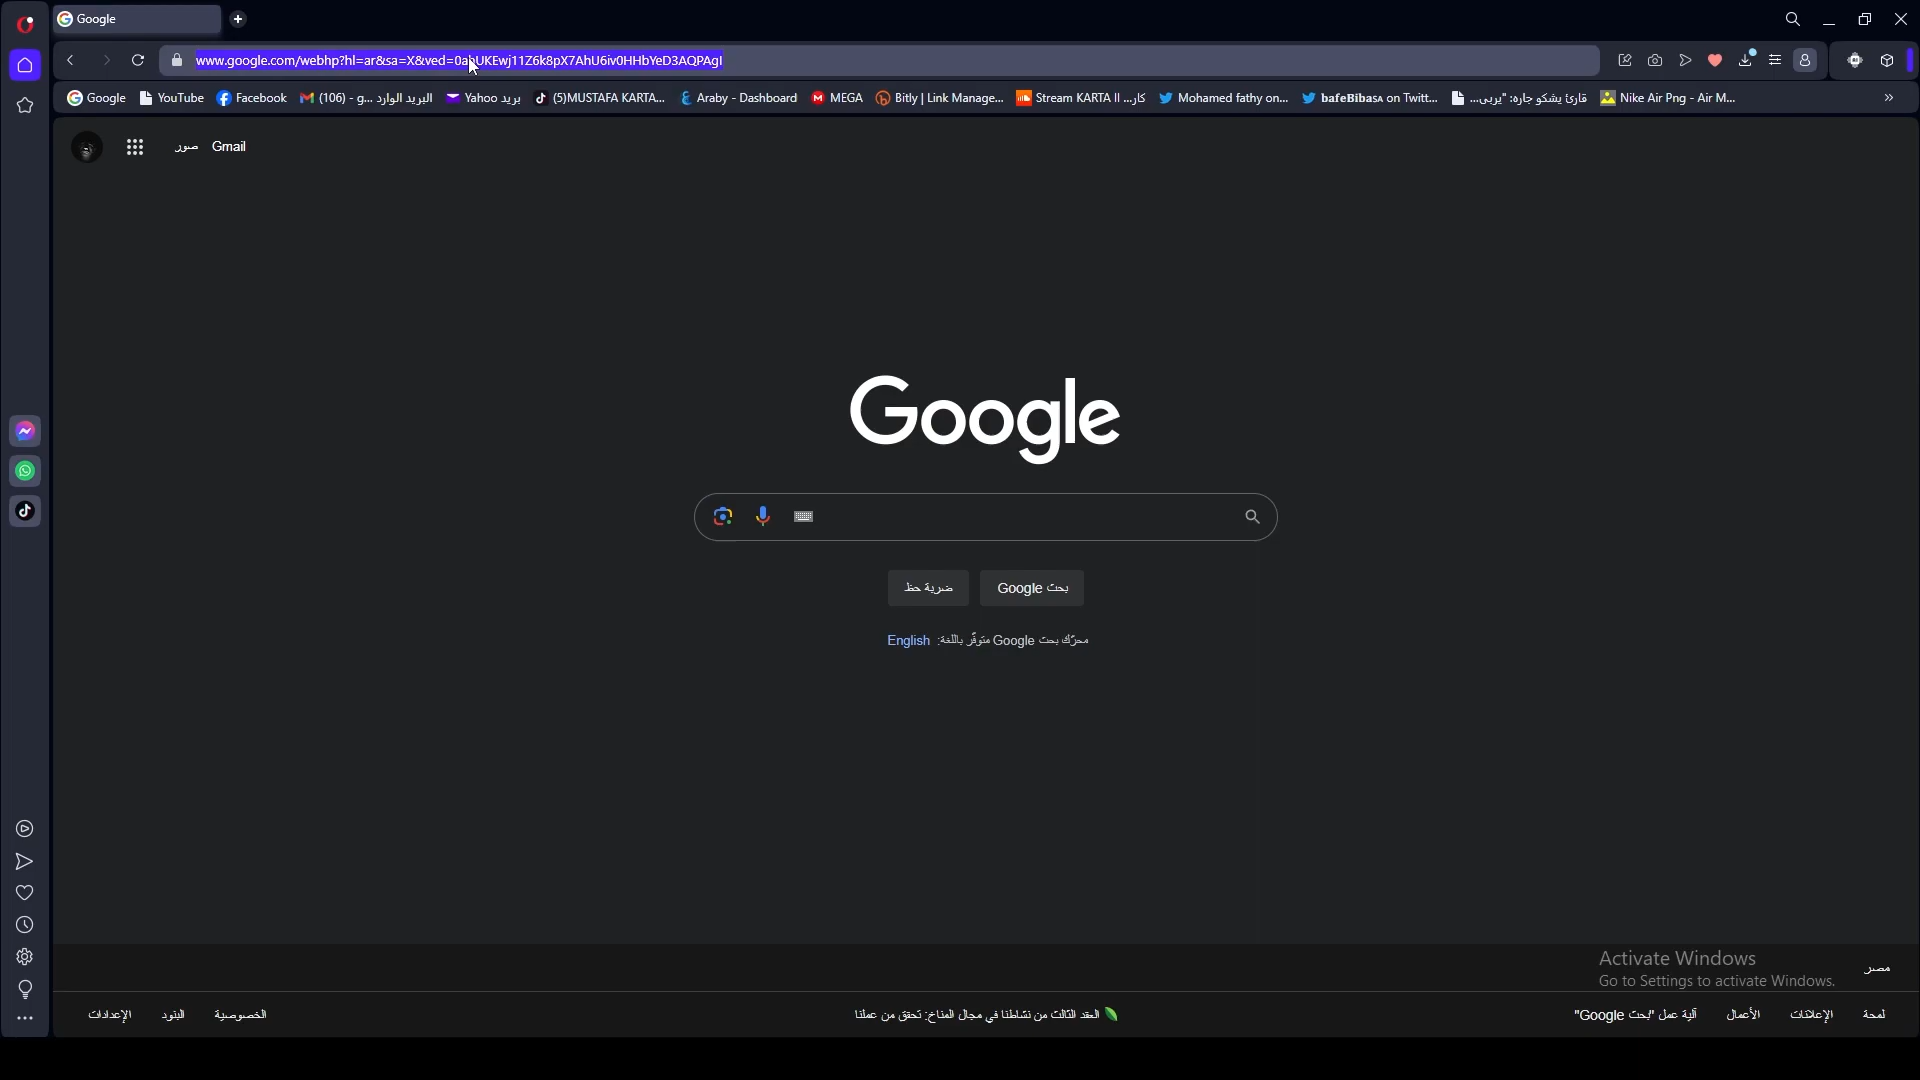 Google
www.google.com/webhp?hl=ar&sa=X&ved=0ahUKEwj11Z6k8pX7AhU6iv0HHbYeD3AQPAgI
Google YouTube Facebook البريد الوارد (106) - g... بريد Yahoo (5)MUSTAFA KARTA... Araby - Dashboard MEGA Bitly | Link Manage... Stream KARTA II كار... Mohamed fathy on... bafeBibasᴀ on Twitt... قارئ يشكو جاره: "يربي... Nike Air Png - Air M... »
صور Gmail
Google
بحث Google ضربة حظ
محرّك بحث Google متوفّر باللغة: English
Activate Windows
Go to Settings to activate Windows.
مصر
لمحة الإعلانات الأعمال آلية عمل "بحث Google"
العقد الثالث من نشاطنا في مجال المناخ: تحقق من عملنا
الخصوصية البنود الإعدادات